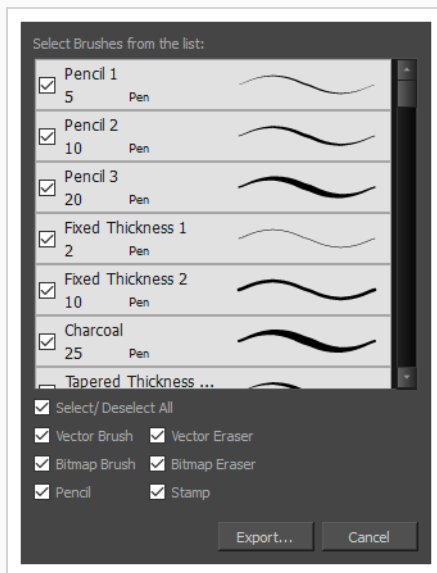 Select Brushes from the list:
Pencil 1
5 Pen
Pencil 2
10 Pen
Pencil 3
20 Pen
Fixed Thickness 1
2 Pen
Fixed Thickness 2
10 Pen
Charcoal
25 Pen
Tapered Thickness ...
Select/Deselect All
Vector Brush Vector Eraser
Bitmap Brush Bitmap Eraser
Pencil Stamp
Export... Cancel